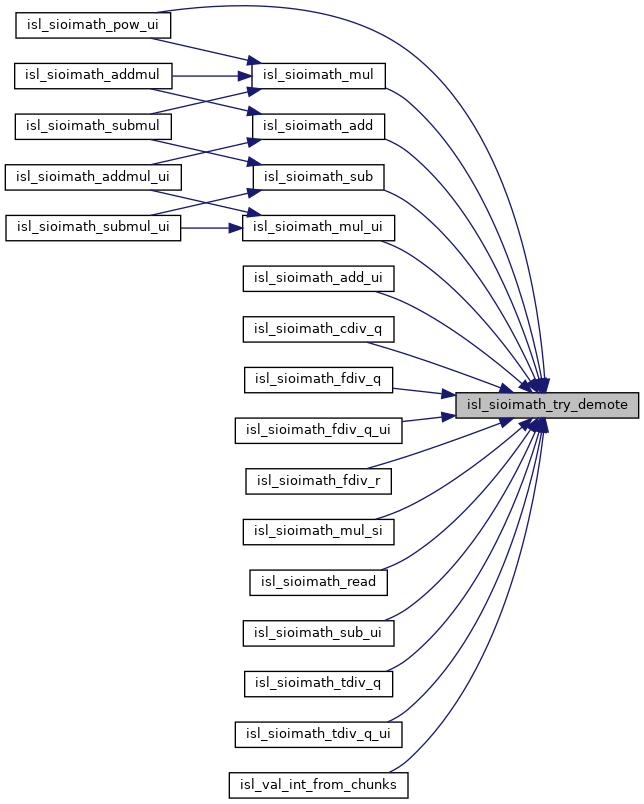 isl_sioimath_pow_ui
isl_sioimath_mul
isl_sioimath_addmul
isl_sioimath_submul
isl_sioimath_add
isl_sioimath_addmul_ui
isl_sioimath_sub
isl_sioimath_submul_ui
isl_sioimath_mul_ui
isl_sioimath_add_ui
isl_sioimath_cdiv_q
isl_sioimath_fdiv_q
isl_sioimath_try_demote
isl_sioimath_fdiv_q_ui
isl_sioimath_fdiv_r
isl_sioimath_mul_si
isl_sioimath_read
isl_sioimath_sub_ui
isl_sioimath_tdiv_q
isl_sioimath_tdiv_q_ui
isl_val_int_from_chunks